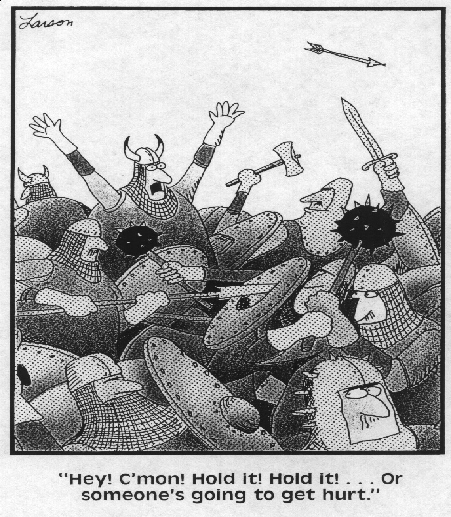 Larson
"Hey! C'mon! Hold it! Hold it! . . . Or
someone's going to get hurt."